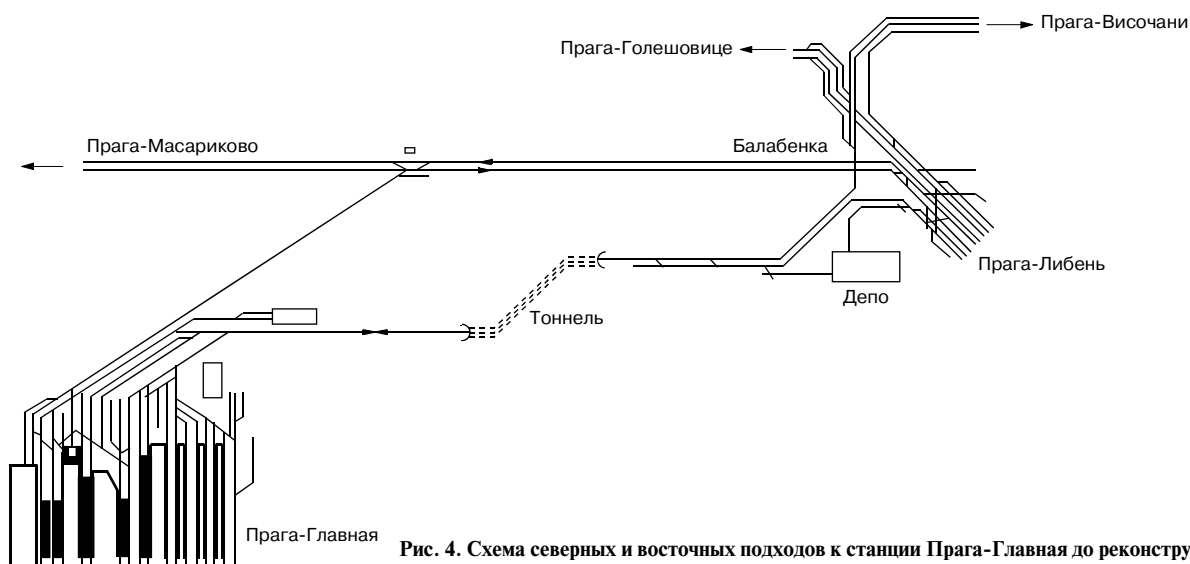 Прага-Височани
Прага-Голешовице
Прага-Масариково
Балабенка
Прага-Либень
Депо
Тоннель
Прага-Главная
Рис. 4. Схема северных и восточных подходов к станции Прага-Главная до реконстру